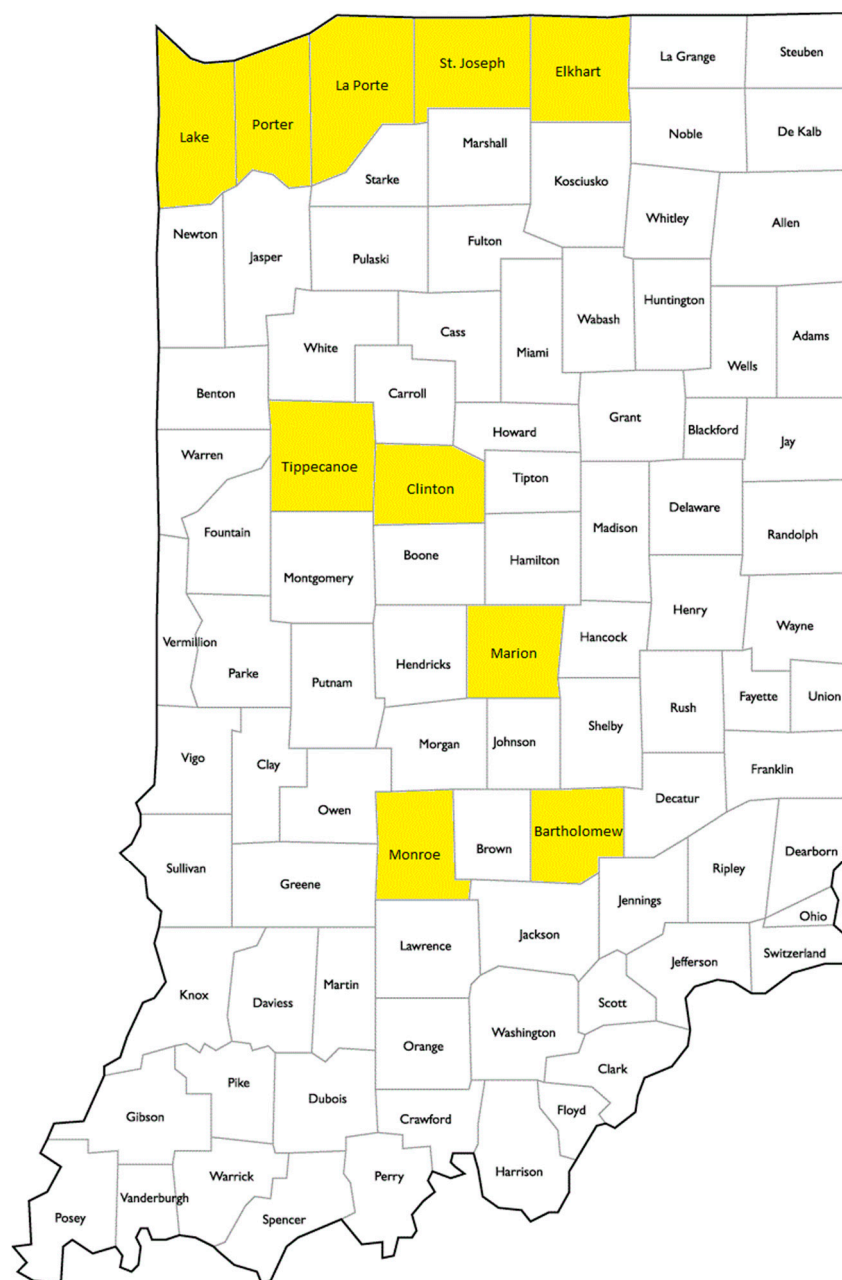 La Grange
Steuben
St. Joseph
Elkhart
La Porte
Lake
Porter
Noble
De Kalb
Marshall
Starke
Kosciusko
Whitley
Allen
Newton
Jasper
Pulaski
Fulton
Huntington
Wabash
White
Cass
Miami
Wells
Adams
Benton
Carroll
Grant
Blackford
Howard
Jay
Warren
Tippecanoe
Clinton
Tipton
Delaware
Madison
Randolph
Fountain
Boone
Hamilton
Montgomery
Henry
Wayne
Hancock
Vermillion
Marion
Hendricks
Parke
Putnam
Fayette
Union
Rush
Shelby
Morgan
Johnson
Vigo
Clay
Franklin
Decatur
Owen
Bartholomew
Brown
Monroe
Dearborn
Sullivan
Ripley
Greene
Jennings
Ohio
Jackson
Lawrence
Switzerland
Jefferson
Martin
Knox
Daviess
Scott
Washington
Orange
Clark
Pike
Dubois
Gibson
Crawford
Floyd
Harrison
Perry
Warrick
Vanderburgh
Posey
Spencer